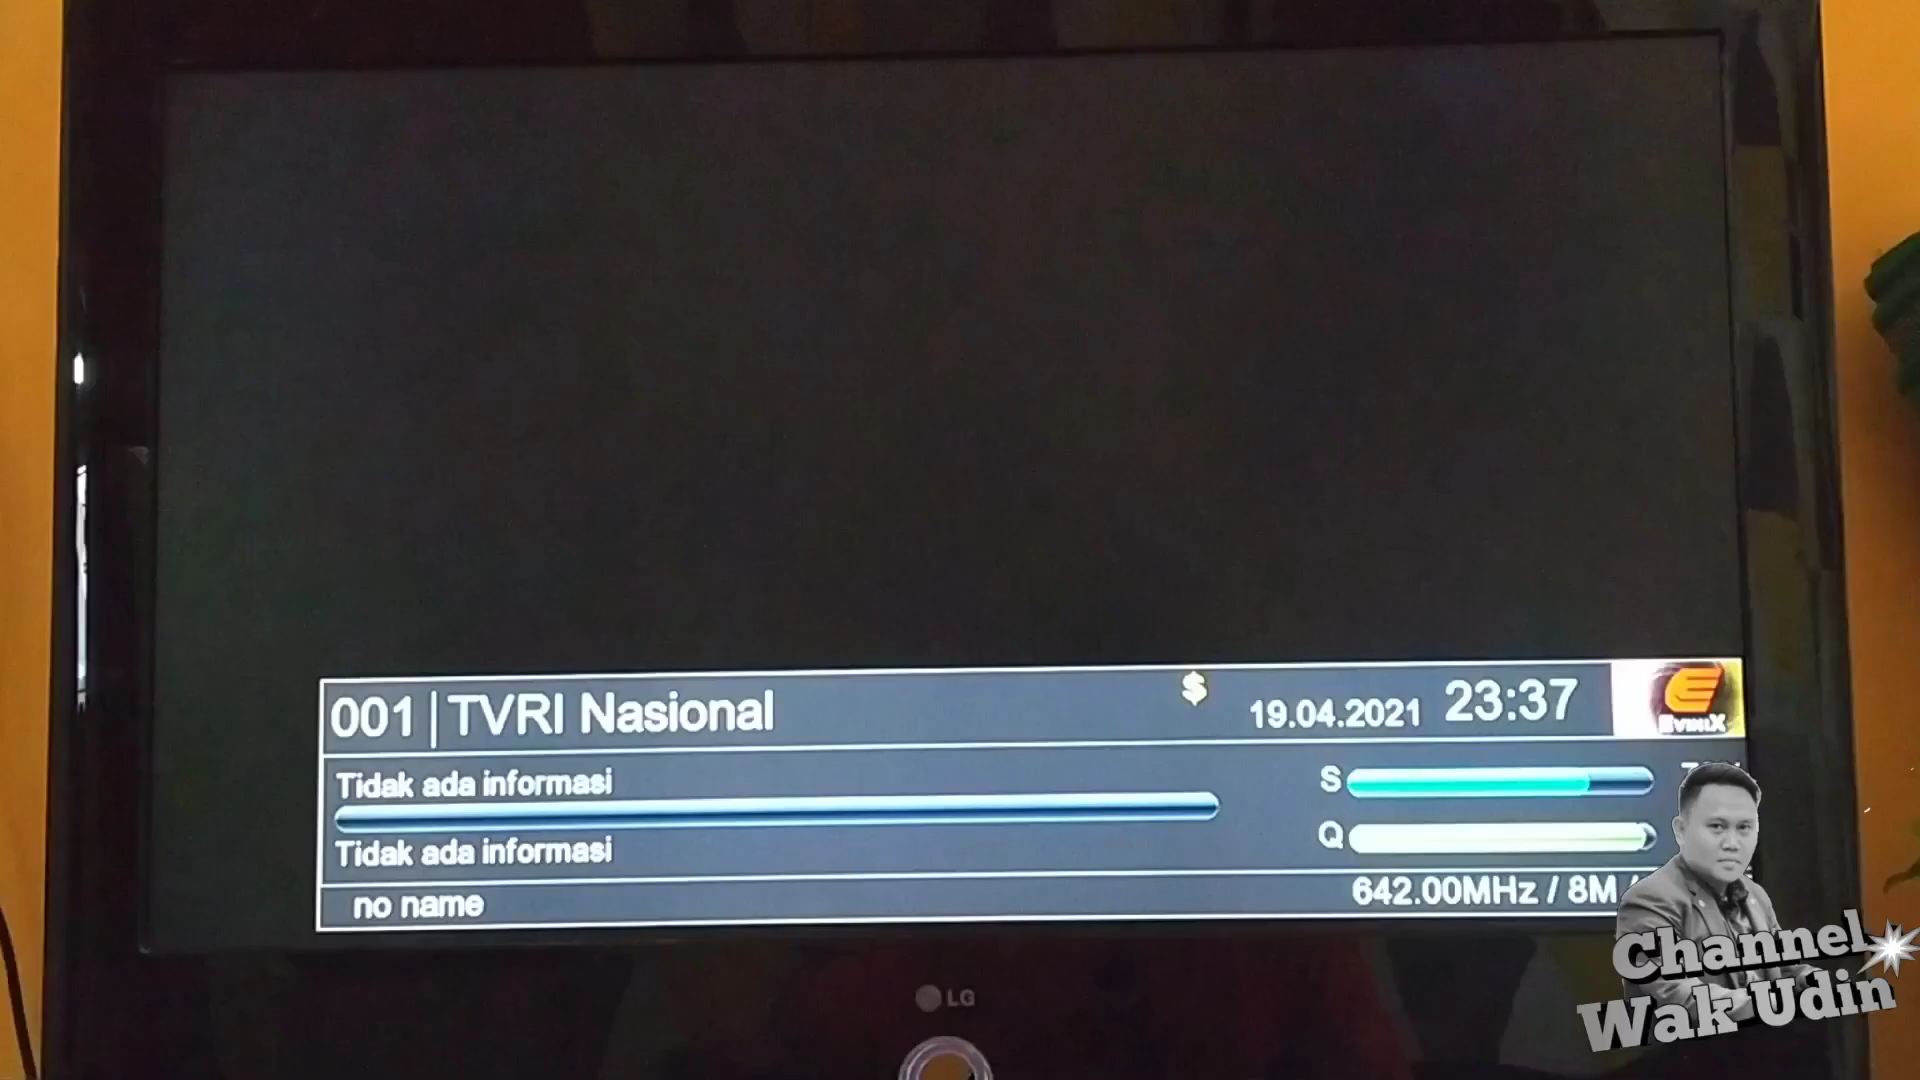 001 | TVRI Nasional
$
19.04.2021 23:37
EVINIX
Tidak ada informasi
S
Tidak ada informasi
Q
no name
642.00MHz / 8M /
LG
Channel
Wak Udin